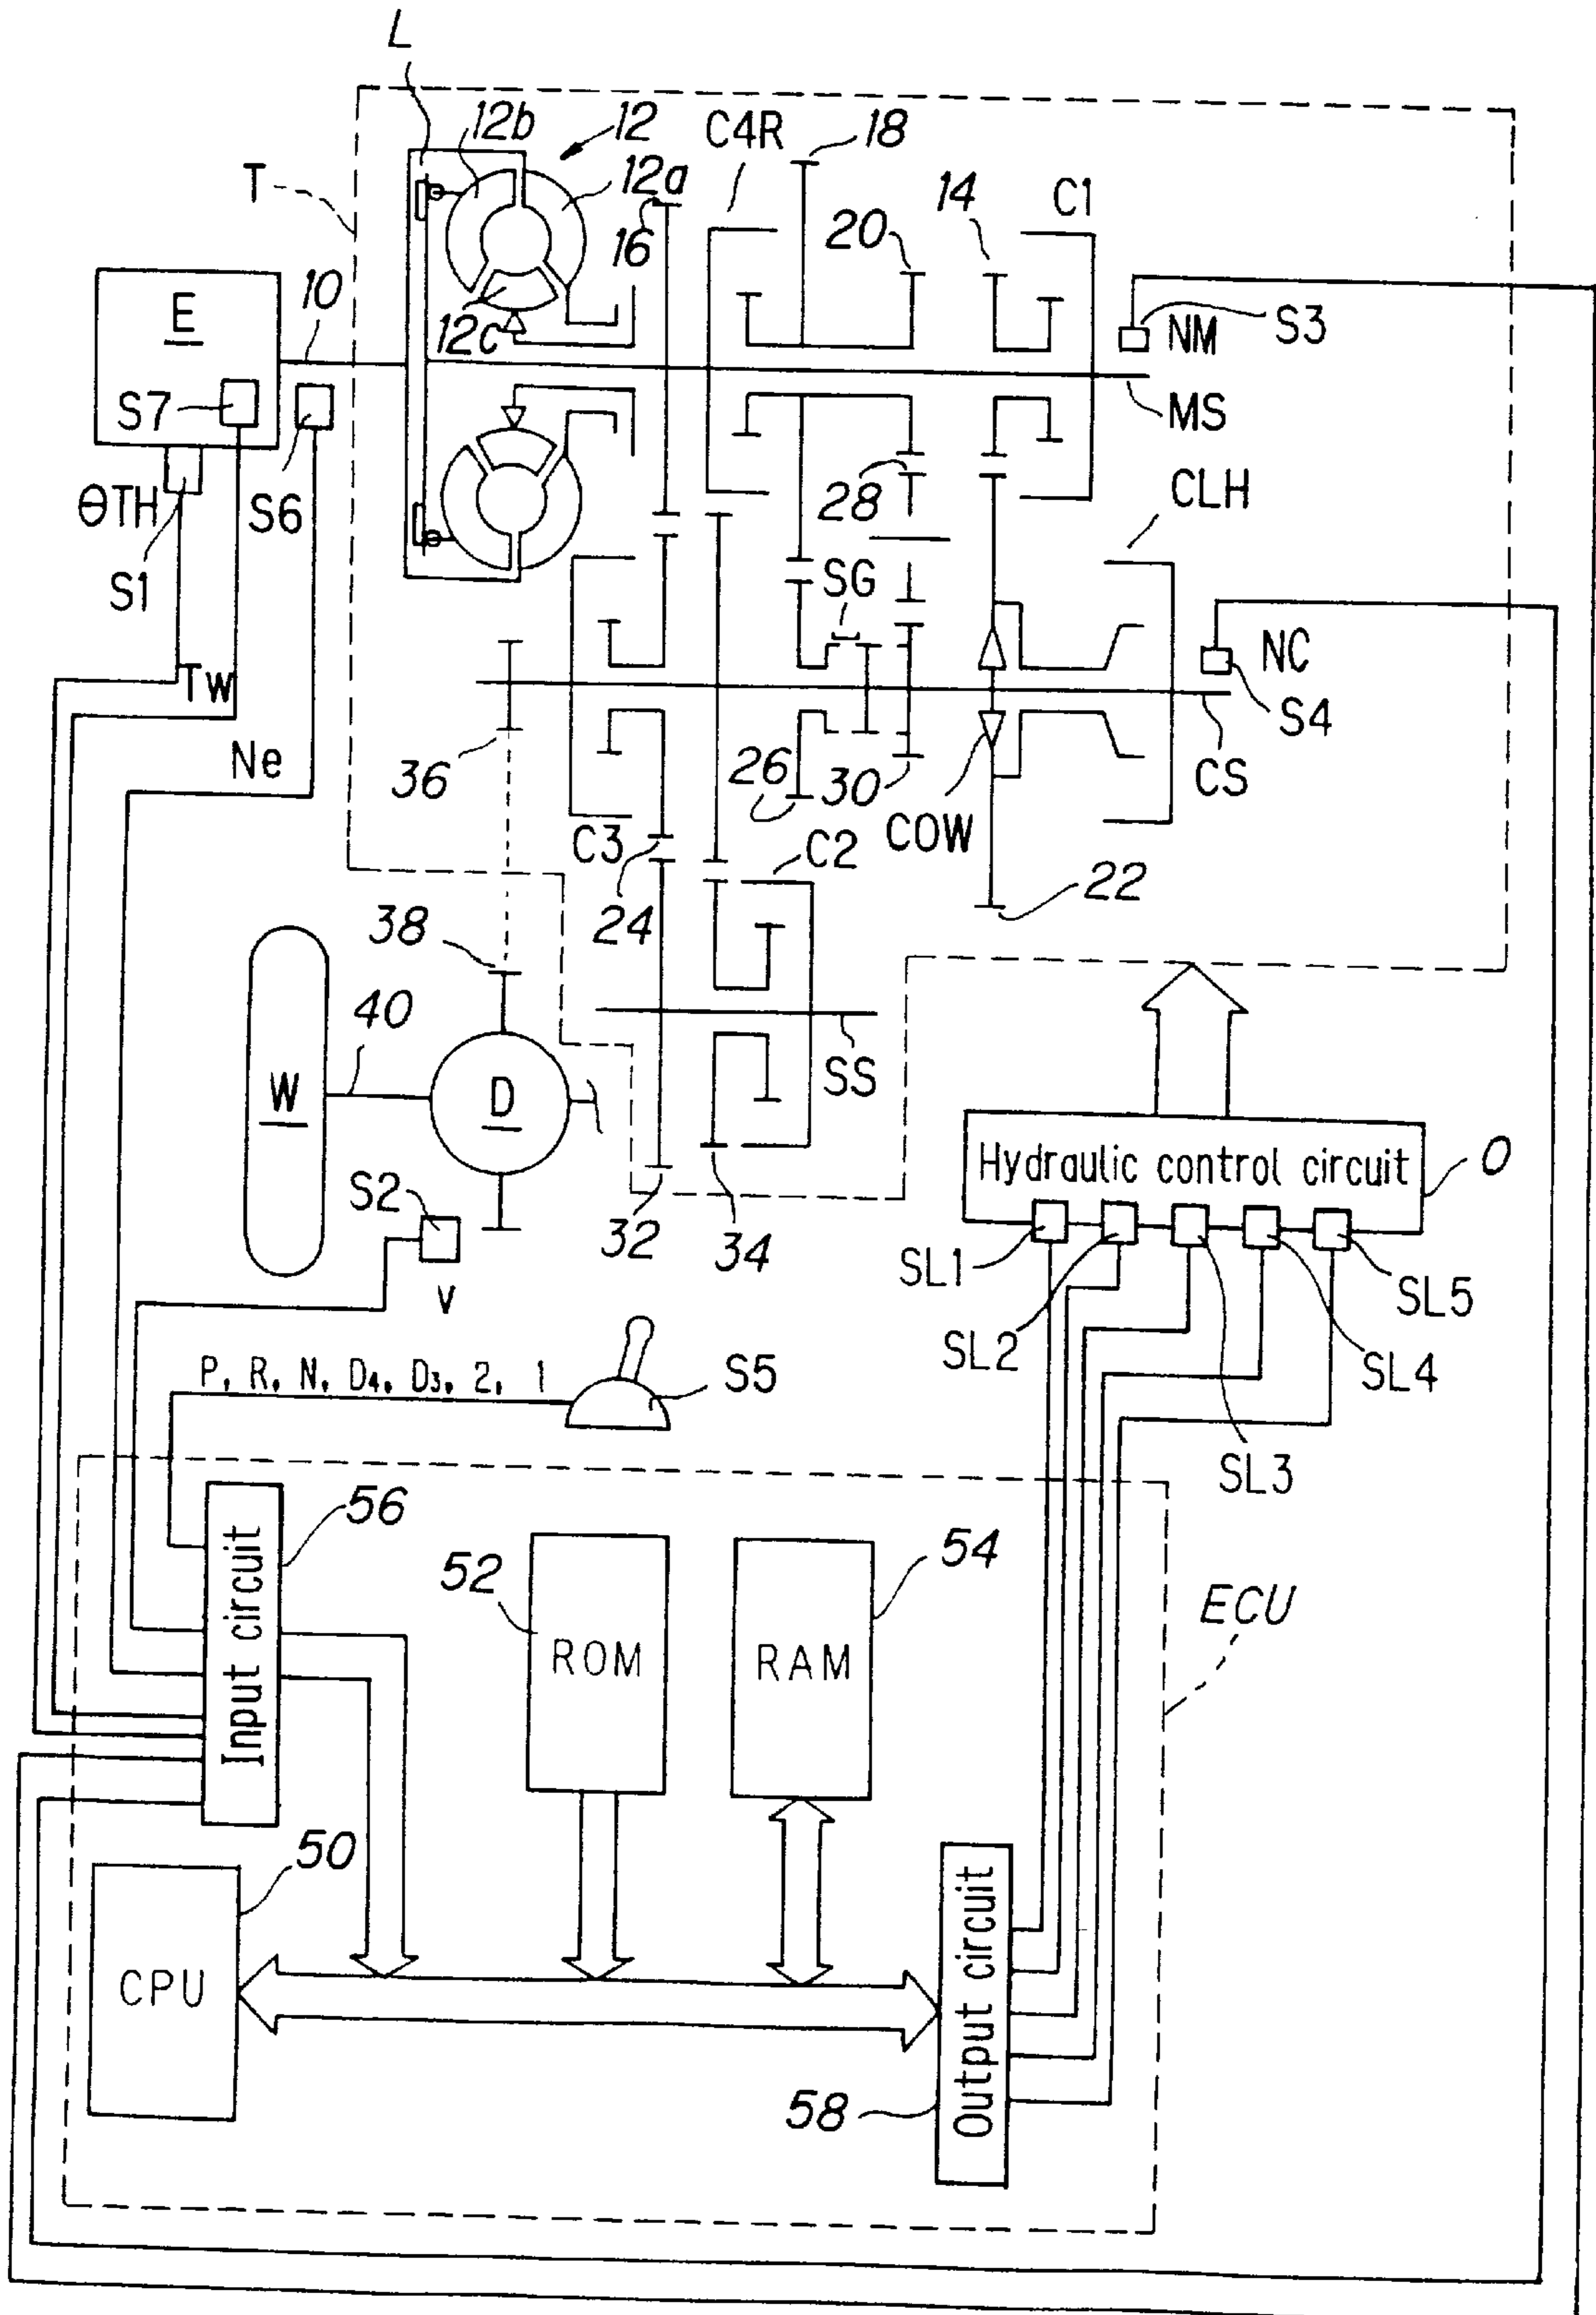 L
12b
12
C4R
18
T
12a
16
20
14
C1
E
10
12c
NM
S3
S7
MS
θTH
S6
28
CLH
S1
SG
NC
Tw
S4
Ne
36
26
30
CS
C3
COW
C2
24
22
38
40
SS
W
D
Hydraulic control circuit
O
S2
32
34
SL1
SL5
V
SL2
SL4
P, R, N, D4, D3, 2, 1
S5
SL3
56
52
54
ECU
Input circuit
ROM
RAM
50
CPU
Output circuit
58